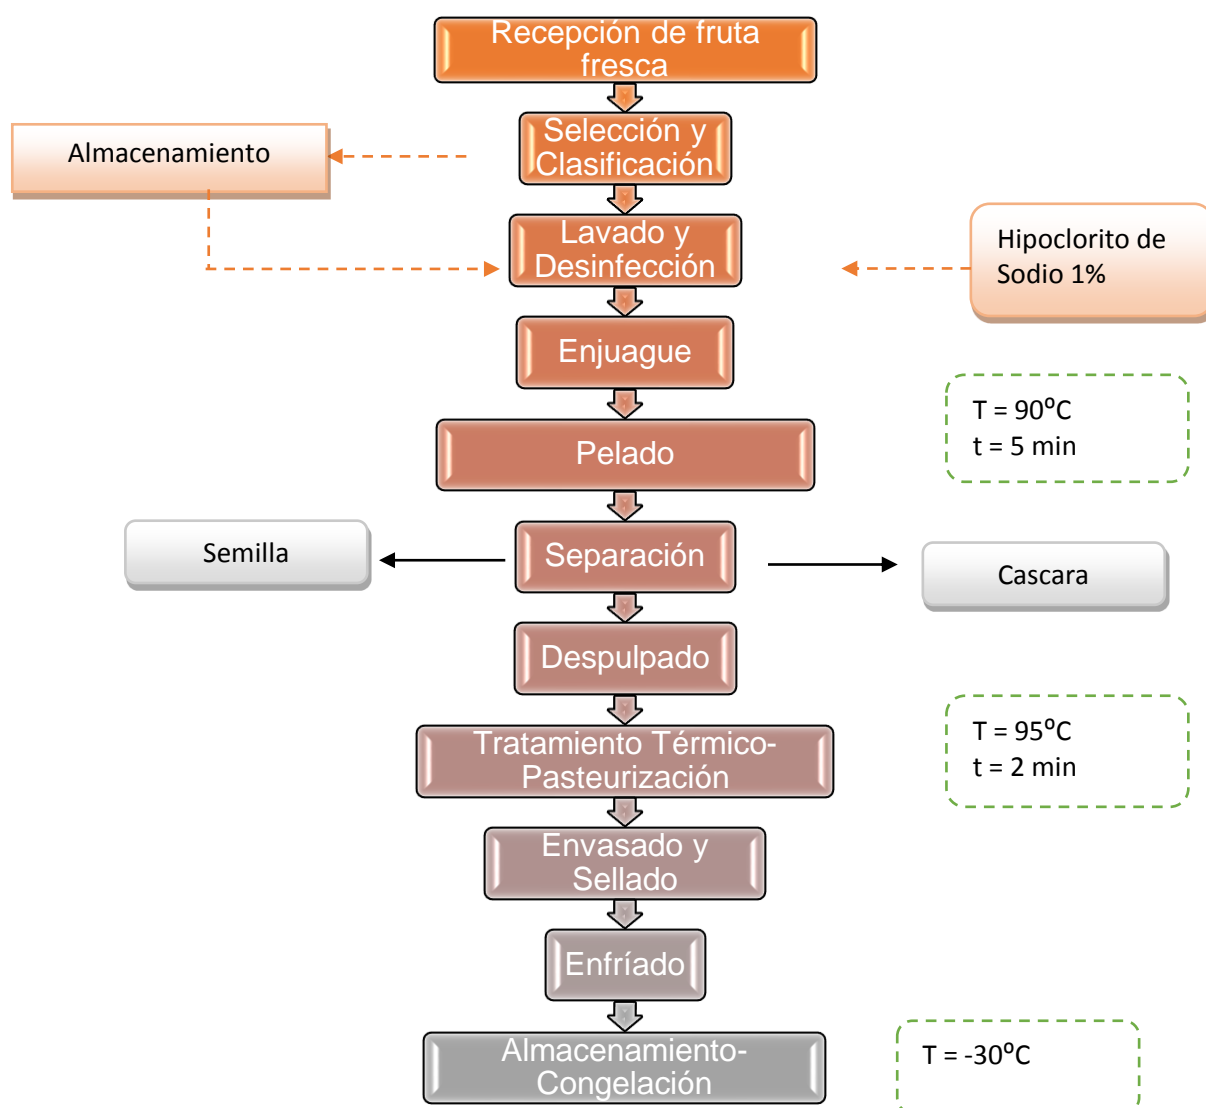 Recepción de fruta
fresca
Selección y
Clasificación
Almacenamiento
Lavado y
Desinfección
Hipoclorito de
Sodio 1%
Enjuague
T = 90ºC
t = 5 min
Pelado
Semilla
Separación
Cascara
Despulpado
Tratamiento Térmico-
Pasteurización
T = 95ºC
t = 2 min
Envasado y
Sellado
Enfríado
Almacenamiento-
Congelación
T = -30ºC